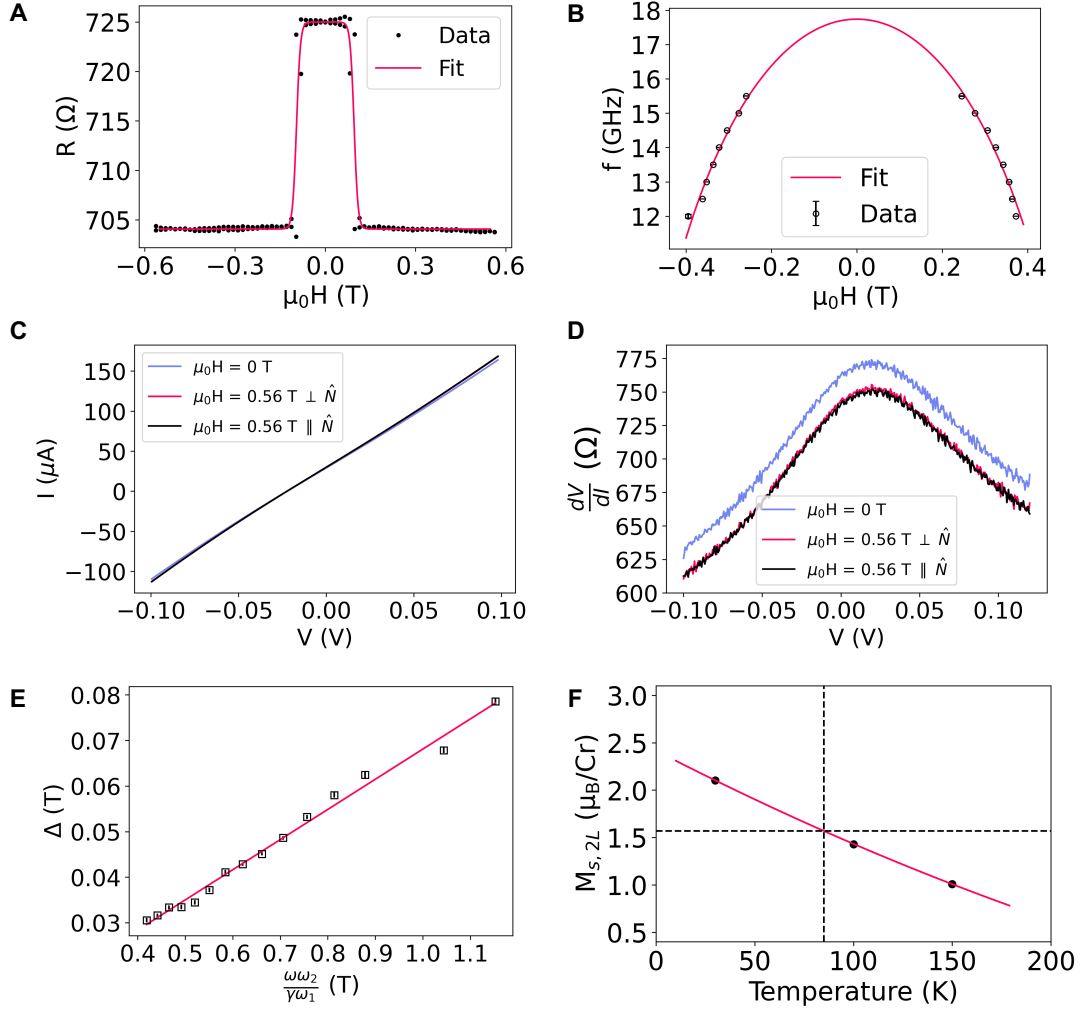 A
725
720
715
710
705
R (Ω)
Data
Fit
−0.6 −0.3 0.0 0.3 0.6
μ₀H (T)
B
18
17
16
15
14
13
12
f (GHz)
Fit
Data
−0.4 −0.2 0.0 0.2 0.4
μ₀H (T)
C
150
100
50
0
−50
−100
I (μA)
μ₀H = 0 T
μ₀H = 0.56 T ⊥ N̂
μ₀H = 0.56 T ∥ N̂
−0.10 −0.05 0.00 0.05 0.10
V (V)
D
775
750
725
700
675
650
625
600
dV/dI (Ω)
μ₀H = 0 T
μ₀H = 0.56 T ⊥ N̂
μ₀H = 0.56 T ∥ N̂
−0.10 −0.05 0.00 0.05 0.10
V (V)
E
0.08
0.07
0.06
0.05
0.04
0.03
Δ (T)
0.4 0.5 0.6 0.7 0.8 0.9 1.0 1.1
ωω₂/γω₁ (T)
F
3.0
2.5
2.0
1.5
1.0
0.5
Mₛ,₂L (μB/Cr)
0 50 100 150 200
Temperature (K)